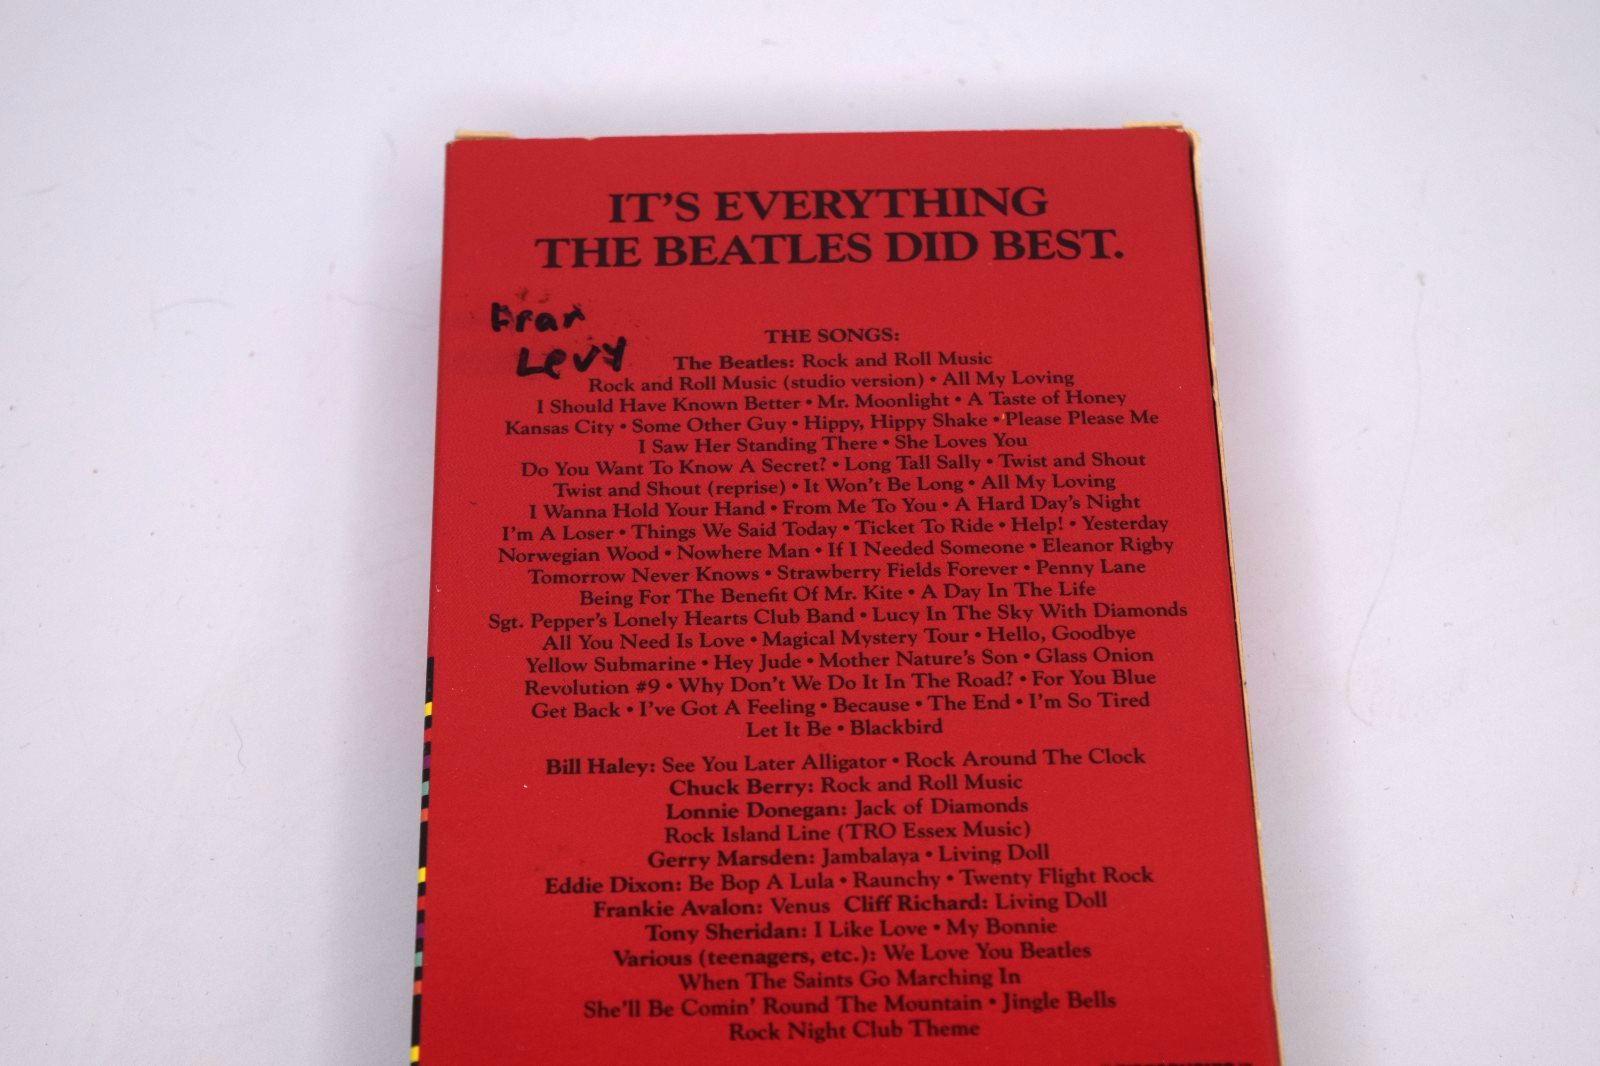 IT'S EVERYTHING
THE BEATLES DID BEST.
Levy
THE SONGS:
The Beatles: Rock and Roll Music
Rock and Roll Music (studio version) • All My Loving
I Should Have Known Better • Mr. Moonlight • A Taste of Honey
Kansas City • Some Other Guy • Hippy, Hippy Shake • Please Please Me
I Saw Her Standing There • She Loves You
Do You Want To Know A Secret? • Long Tall Sally • Twist and Shout
Twist and Shout (reprise) • It Won't Be Long • All My Loving
I Wanna Hold Your Hand • From Me To You • A Hard Day's Night
I'm A Loser • Things We Said Today • Ticket To Ride • Help! • Yesterday
Norwegian Wood • Nowhere Man • If I Needed Someone • Eleanor Rigby
Tomorrow Never Knows • Strawberry Fields Forever • Penny Lane
Being For The Benefit Of Mr. Kite • A Day In The Life
Sgt. Pepper's Lonely Hearts Club Band • Lucy In The Sky With Diamonds
All You Need Is Love • Magical Mystery Tour • Hello, Goodbye
Yellow Submarine • Hey Jude • Mother Nature's Son • Glass Onion
Revolution #9 • Why Don't We Do It In The Road? • For You Blue
Get Back • I've Got A Feeling • Because • The End • I'm So Tired
Let It Be • Blackbird
Bill Haley: See You Later Alligator • Rock Around The Clock
Chuck Berry: Rock and Roll Music
Lonnie Donegan: Jack of Diamonds
Rock Island Line (TRO Essex Music)
Gerry Marsden: Jambalaya • Living Doll
Eddie Dixon: Be Bop A Lula • Raunchy • Twenty Flight Rock
Frankie Avalon: Venus Cliff Richard: Living Doll
Tony Sheridan: I Like Love • My Bonnie
Various (teenagers, etc.): We Love You Beatles
When The Saints Go Marching In
She'll Be Comin' Round The Mountain • Jingle Bells
Rock Night Club Theme